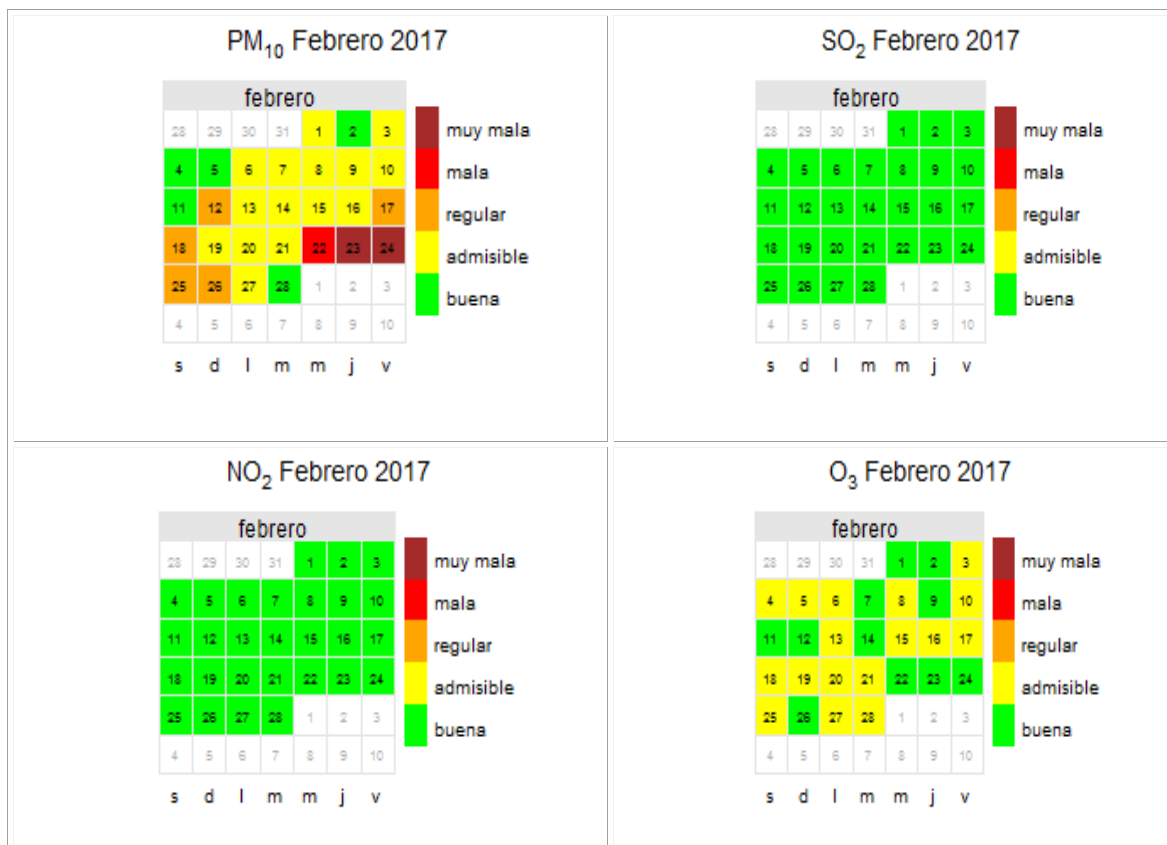 PM10 Febrero 2017
febrero
28 29 30 31 1 2 3
4 5 6 7 8 9 10
11 12 13 14 15 16 17
18 19 20 21 22 23 24
25 26 27 28 1 2 3
4 5 6 7 8 9 10
s d l m m j v
muy mala
mala
regular
admisible
buena
SO2 Febrero 2017
febrero
28 29 30 31 1 2 3
4 5 6 7 8 9 10
11 12 13 14 15 16 17
18 19 20 21 22 23 24
25 26 27 28 1 2 3
4 5 6 7 8 9 10
s d l m m j v
muy mala
mala
regular
admisible
buena
NO2 Febrero 2017
febrero
28 29 30 31 1 2 3
4 5 6 7 8 9 10
11 12 13 14 15 16 17
18 19 20 21 22 23 24
25 26 27 28 1 2 3
4 5 6 7 8 9 10
s d l m m j v
muy mala
mala
regular
admisible
buena
O3 Febrero 2017
febrero
28 29 30 31 1 2 3
4 5 6 7 8 9 10
11 12 13 14 15 16 17
18 19 20 21 22 23 24
25 26 27 28 1 2 3
4 5 6 7 8 9 10
s d l m m j v
muy mala
mala
regular
admisible
buena